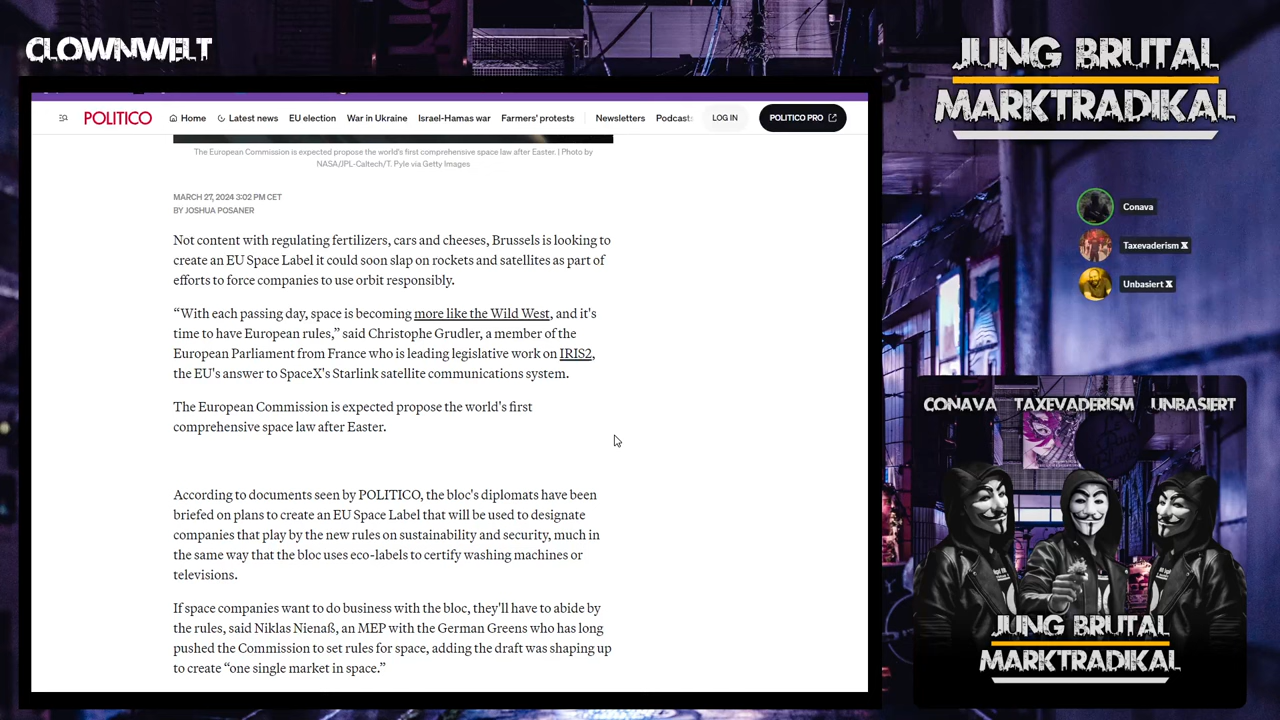 CLOWNWELT
JUNG BRUTAL
MARKTRADIKAL
POLITICO
Home
Latest news
EU election
War in Ukraine
Israel-Hamas war
Farmers' protests
Newsletters
Podcasts
LOG IN
POLITICO PRO
The European Commission is expected propose the world's first comprehensive space law after Easter. | Photo by
NASA/JPL-Caltech/T. Pyle via Getty Images
MARCH 27, 2024 3:02 PM CET
BY JOSHUA POSANER
Not content with regulating fertilizers, cars and cheeses, Brussels is looking to
create an EU Space Label it could soon slap on rockets and satellites as part of
efforts to force companies to use orbit responsibly.
“With each passing day, space is becoming more like the Wild West, and it's
time to have European rules,” said Christophe Grudler, a member of the
European Parliament from France who is leading legislative work on IRIS2,
the EU's answer to SpaceX's Starlink satellite communications system.
The European Commission is expected propose the world's first
comprehensive space law after Easter.
According to documents seen by POLITICO, the bloc's diplomats have been
briefed on plans to create an EU Space Label that will be used to designate
companies that play by the new rules on sustainability and security, much in
the same way that the bloc uses eco-labels to certify washing machines or
televisions.
If space companies want to do business with the bloc, they'll have to abide by
the rules, said Niklas Nienaß, an MEP with the German Greens who has long
pushed the Commission to set rules for space, adding the draft was shaping up
to create “one single market in space.”
Conava
Taxevaderism X
Unbasiert X
CONAVA TAXEVADERISM UNBASIERT
JUNG BRUTAL
MARKTRADIKAL